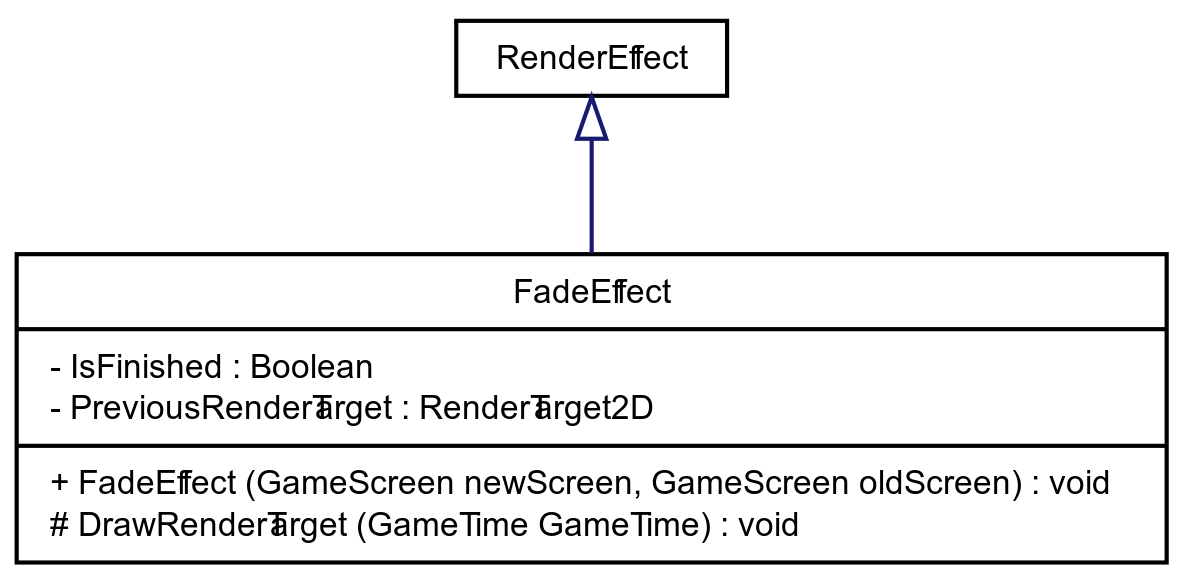 RenderEffect
FadeEffect
- IsFinished : Boolean
- PreviousRenderTarget : RenderTarget2D
+ FadeEffect (GameScreen newScreen, GameScreen oldScreen) : void
# DrawRenderTarget (GameTime GameTime) : void